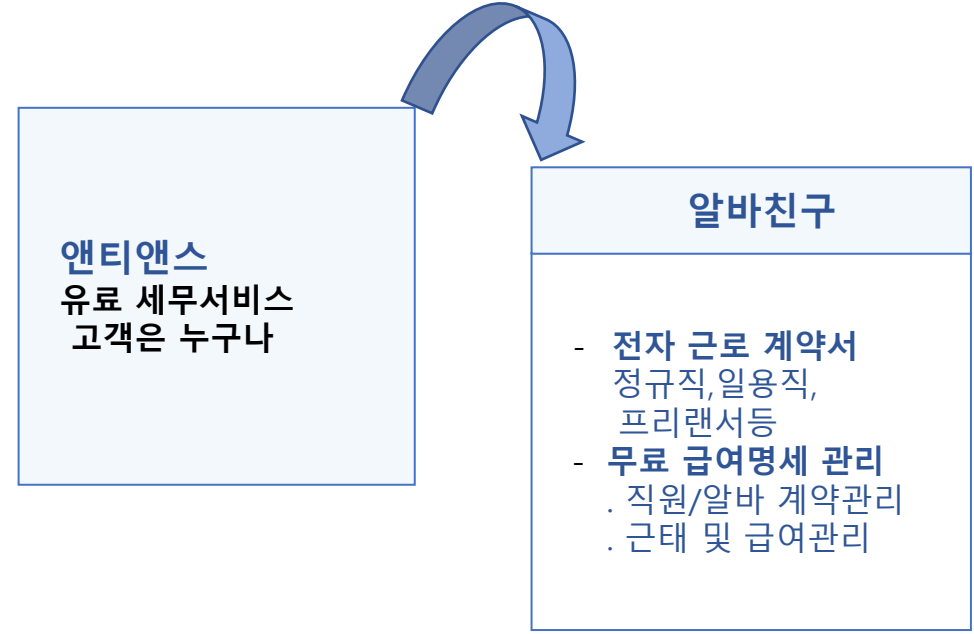 앤티앤스
유료 세무서비스
고객은 누구나
알바친구
- 전자 근로 계약서
정규직,일용직,
프리랜서등
- 무료 급여명세 관리
. 직원/알바 계약관리
. 근태 및 급여관리